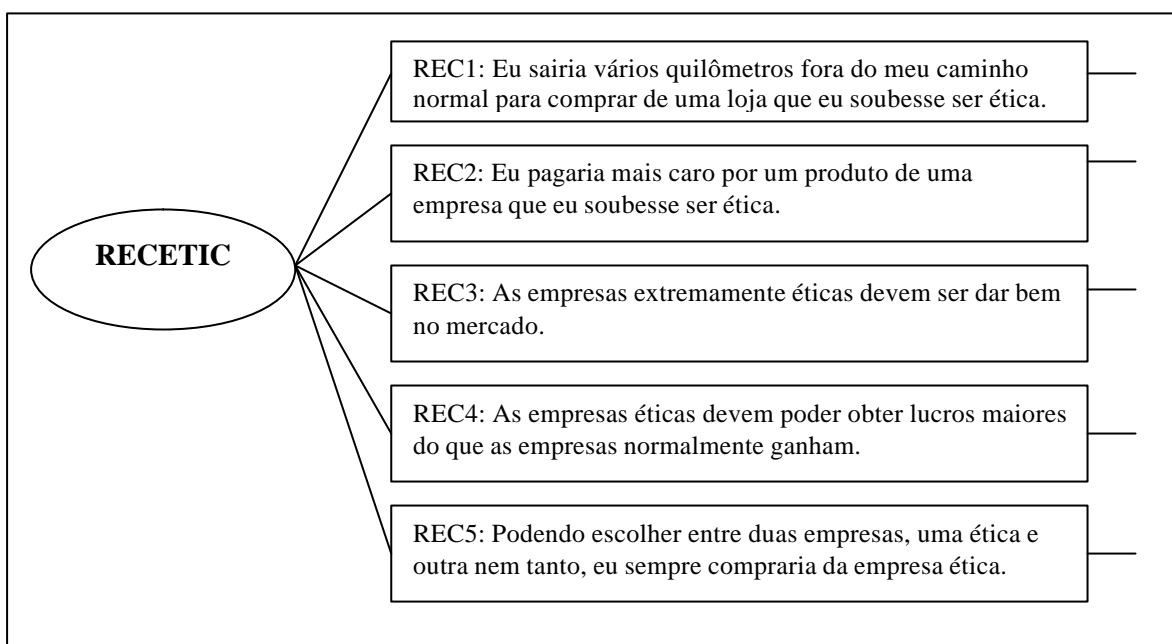 REC1: Eu sairia vários quilômetros fora do meu caminho
normal para comprar de uma loja que eu soubesse ser ética.
REC2: Eu pagaria mais caro por um produto de uma
empresa que eu soubesse ser ética.
RECETIC
REC3: As empresas extremamente éticas devem ser dar bem
no mercado.
REC4: As empresas éticas devem poder obter lucros maiores
do que as empresas normalmente ganham.
REC5: Podendo escolher entre duas empresas, uma ética e
outra nem tanto, eu sempre compraria da empresa ética.